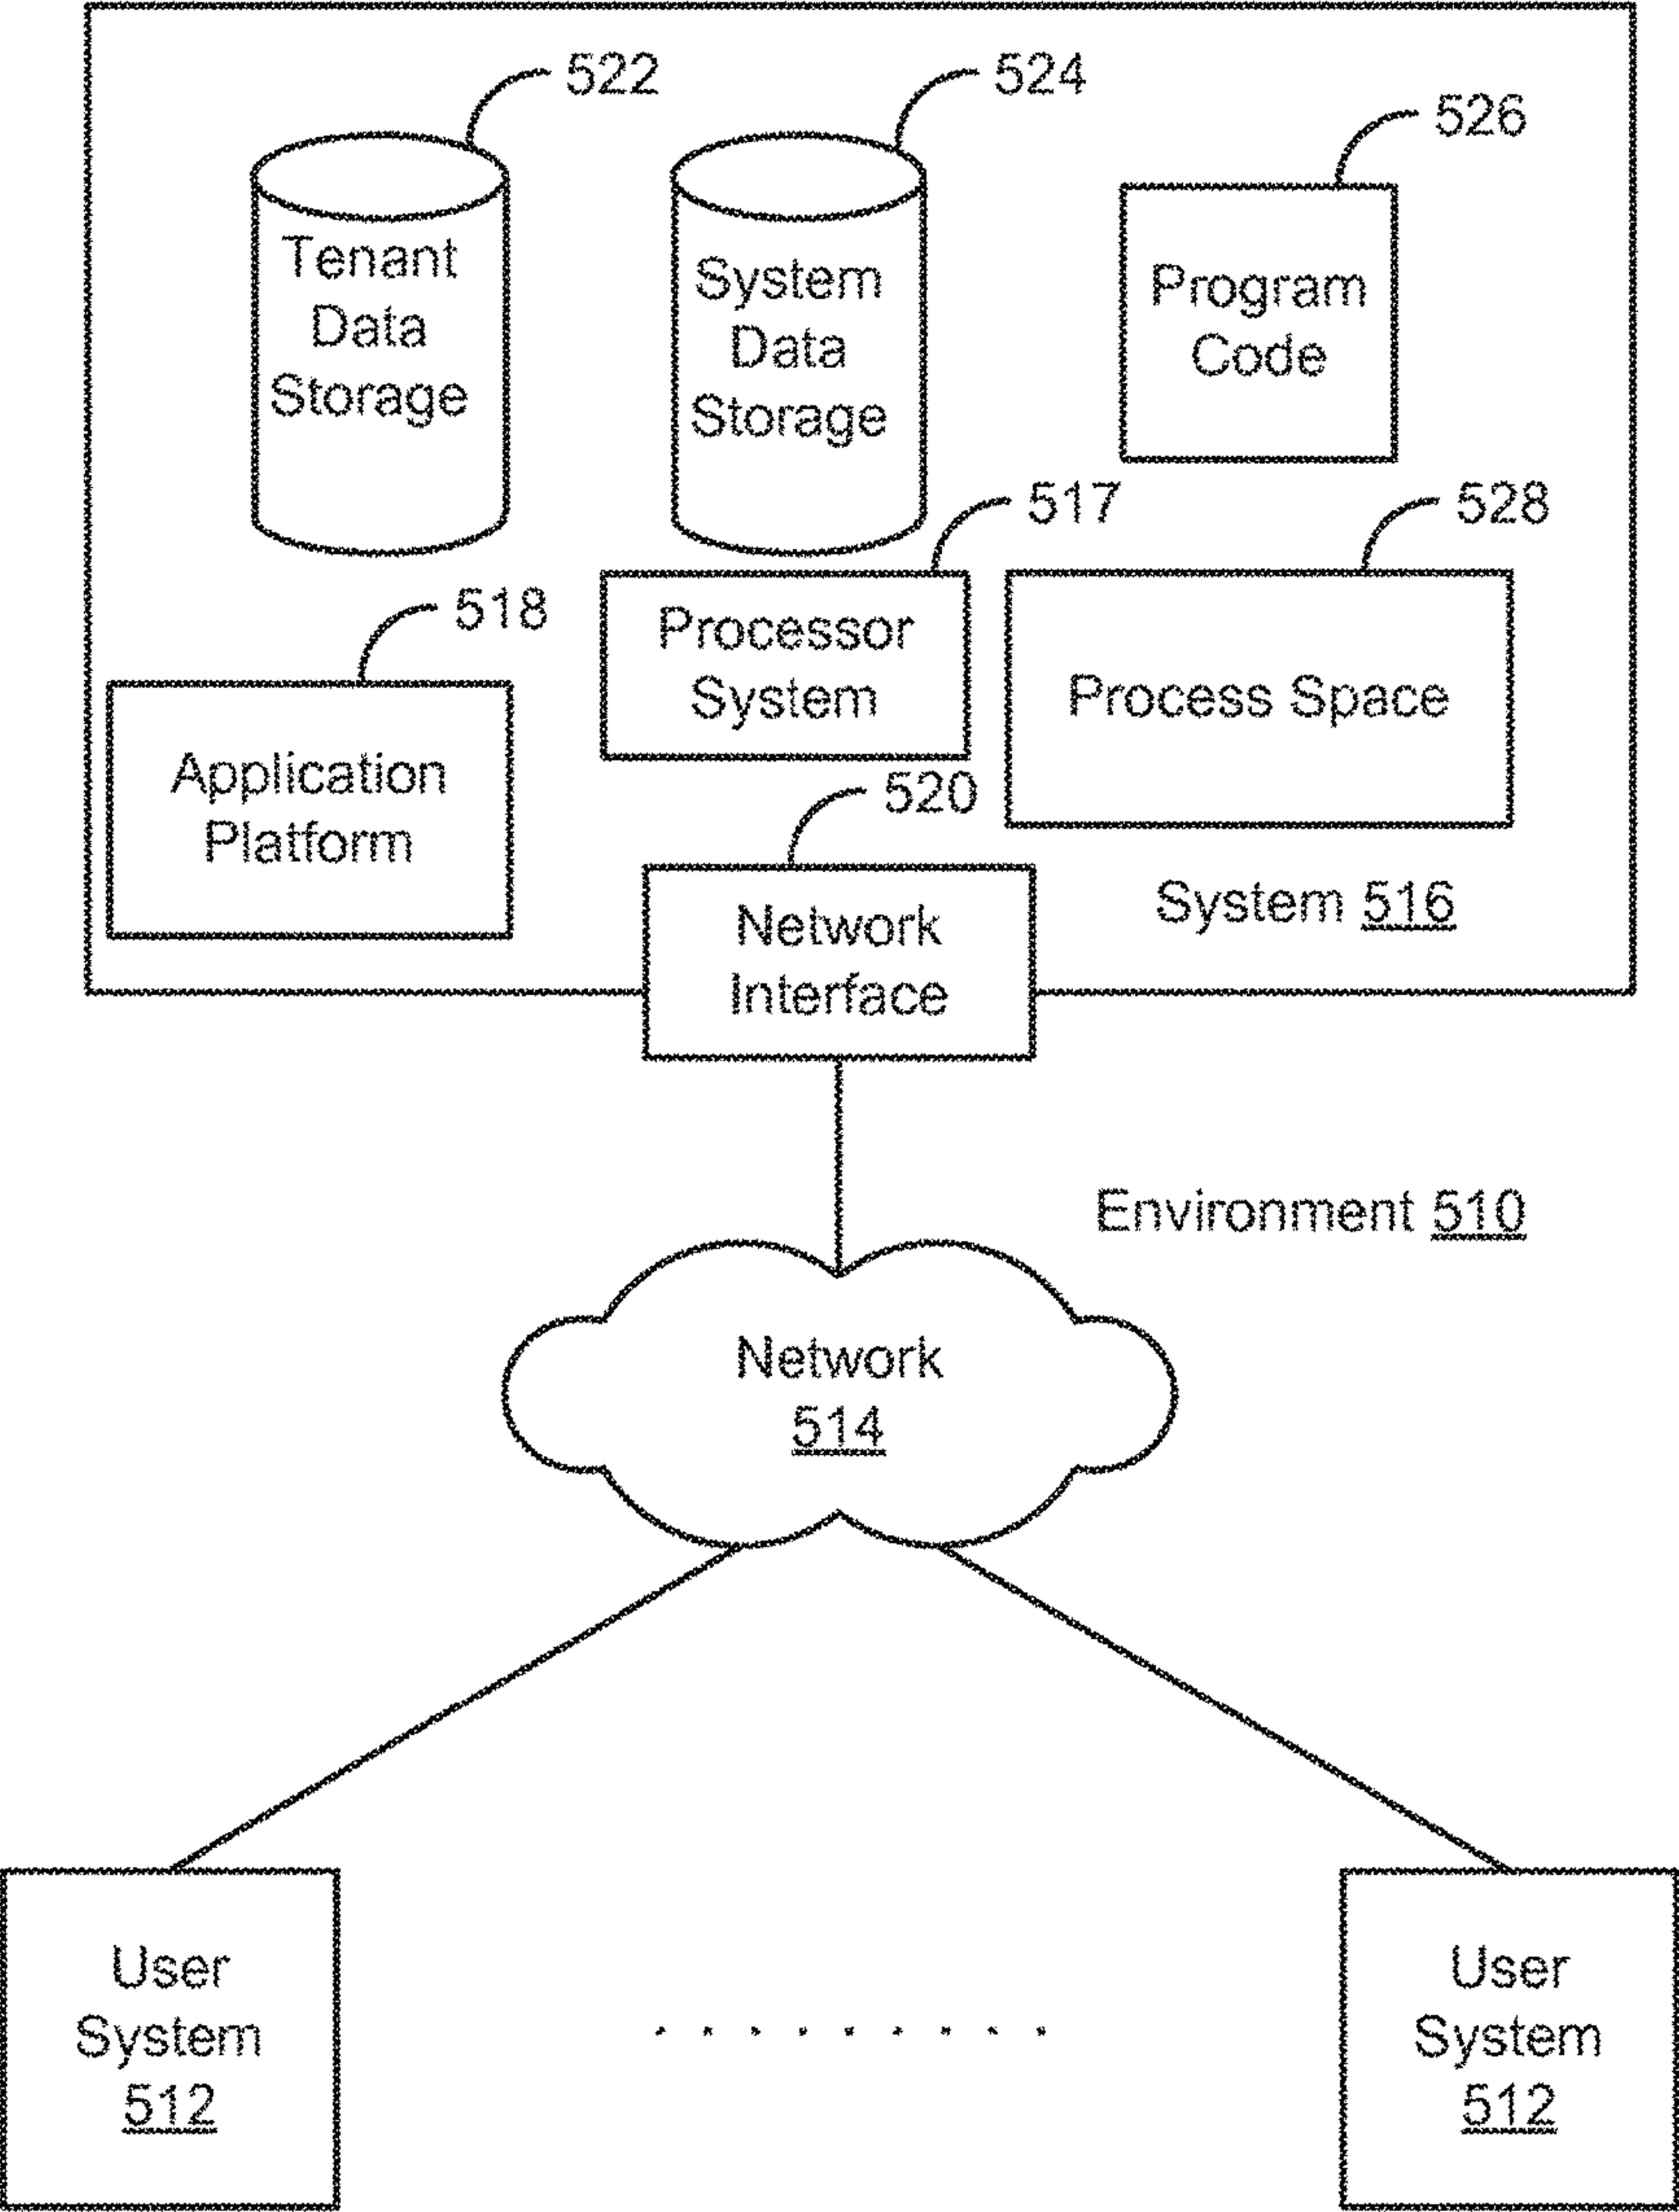 522
524
526
Tenant
Data
Storage
System
Data
Storage
Program
Code
517
528
518
Processor
System
Process Space
Application
Platform
520
Network
Interface
System 516
Environment 510
Network
514
User
System
512
. . . . . . . . .
User
System
512